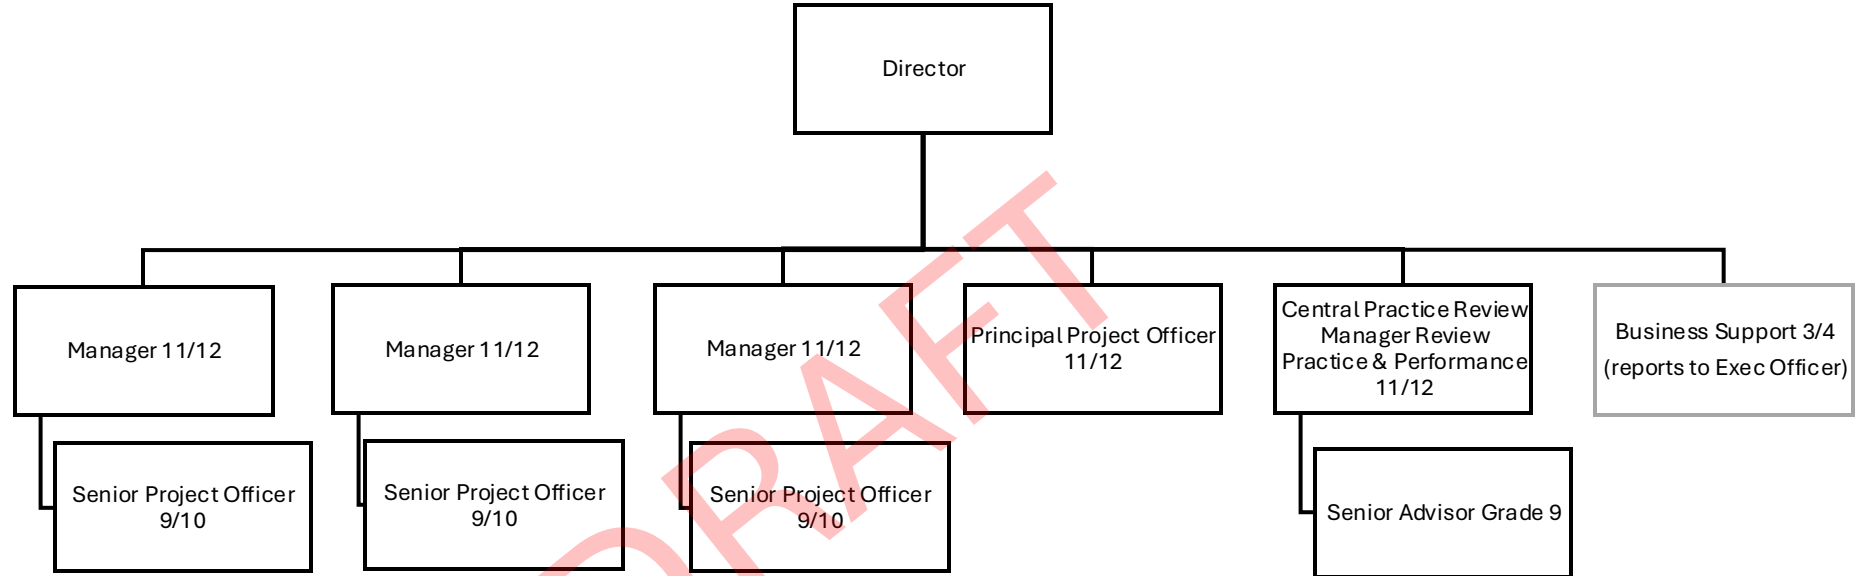 Director
Manager 11/12
Manager 11/12
Manager 11/12
Principal Project Officer
11/12
Central Practice Review
Manager Review
Practice & Performance
11/12
Business Support 3/4
(reports to Exec Officer)
Senior Project Officer
9/10
Senior Project Officer
9/10
Senior Project Officer
9/10
Senior Advisor Grade 9
DRAFT